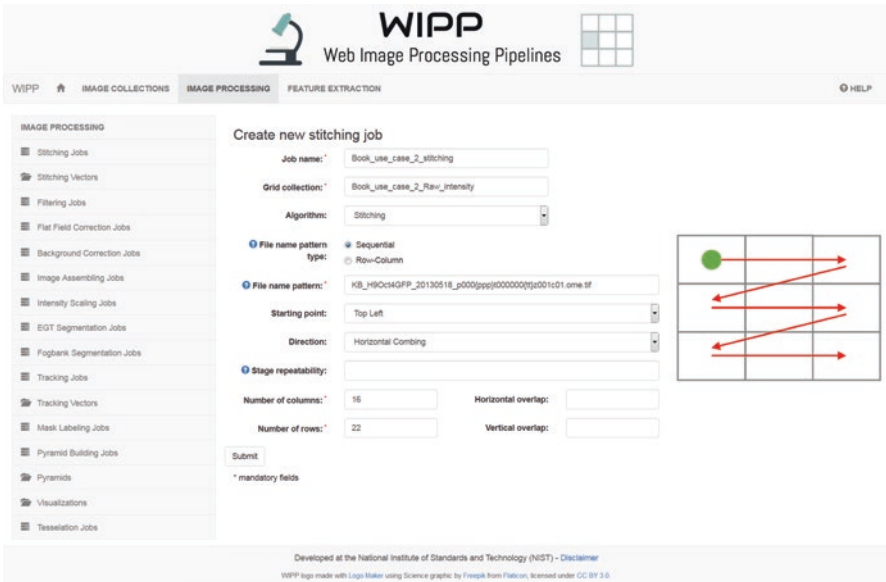 WIPP
Web Image Processing Pipelines
WIPP IMAGE COLLECTIONS IMAGE PROCESSING FEATURE EXTRACTION HELP
IMAGE PROCESSING
Stitching Jobs
Stitching Vectors
Filtering Jobs
Flat Field Correction Jobs
Background Correction Jobs
Image Assembling Jobs
Intensity Scaling Jobs
EGT Segmentation Jobs
Fogbank Segmentation Jobs
Tracking Jobs
Tracking Vectors
Mask Labeling Jobs
Pyramid Building Jobs
Pyramids
Visualizations
Tesselation Jobs
Create new stitching job
Job name: * Book_use_case_2_stitching
Grid collection: * Book_use_case_2_Raw_intensity
Algorithm: Stitching
File name pattern type: Sequential
Row-Column
File name pattern: * KB_H9Oct4GFP_20130518_p000{ppp}t000000{tt}z001c01.ome.tif
Starting point: Top Left
Direction: Horizontal Combing
Stage repeatability:
Number of columns: * 16 Horizontal overlap:
Number of rows: * 22 Vertical overlap:
Submit
* mandatory fields
Developed at the National Institute of Standards and Technology (NIST) - Disclaimer
WIPP logo made with Logo Maker using Science graphic by Freepik from Flaticon, licensed under CC BY 3.0.